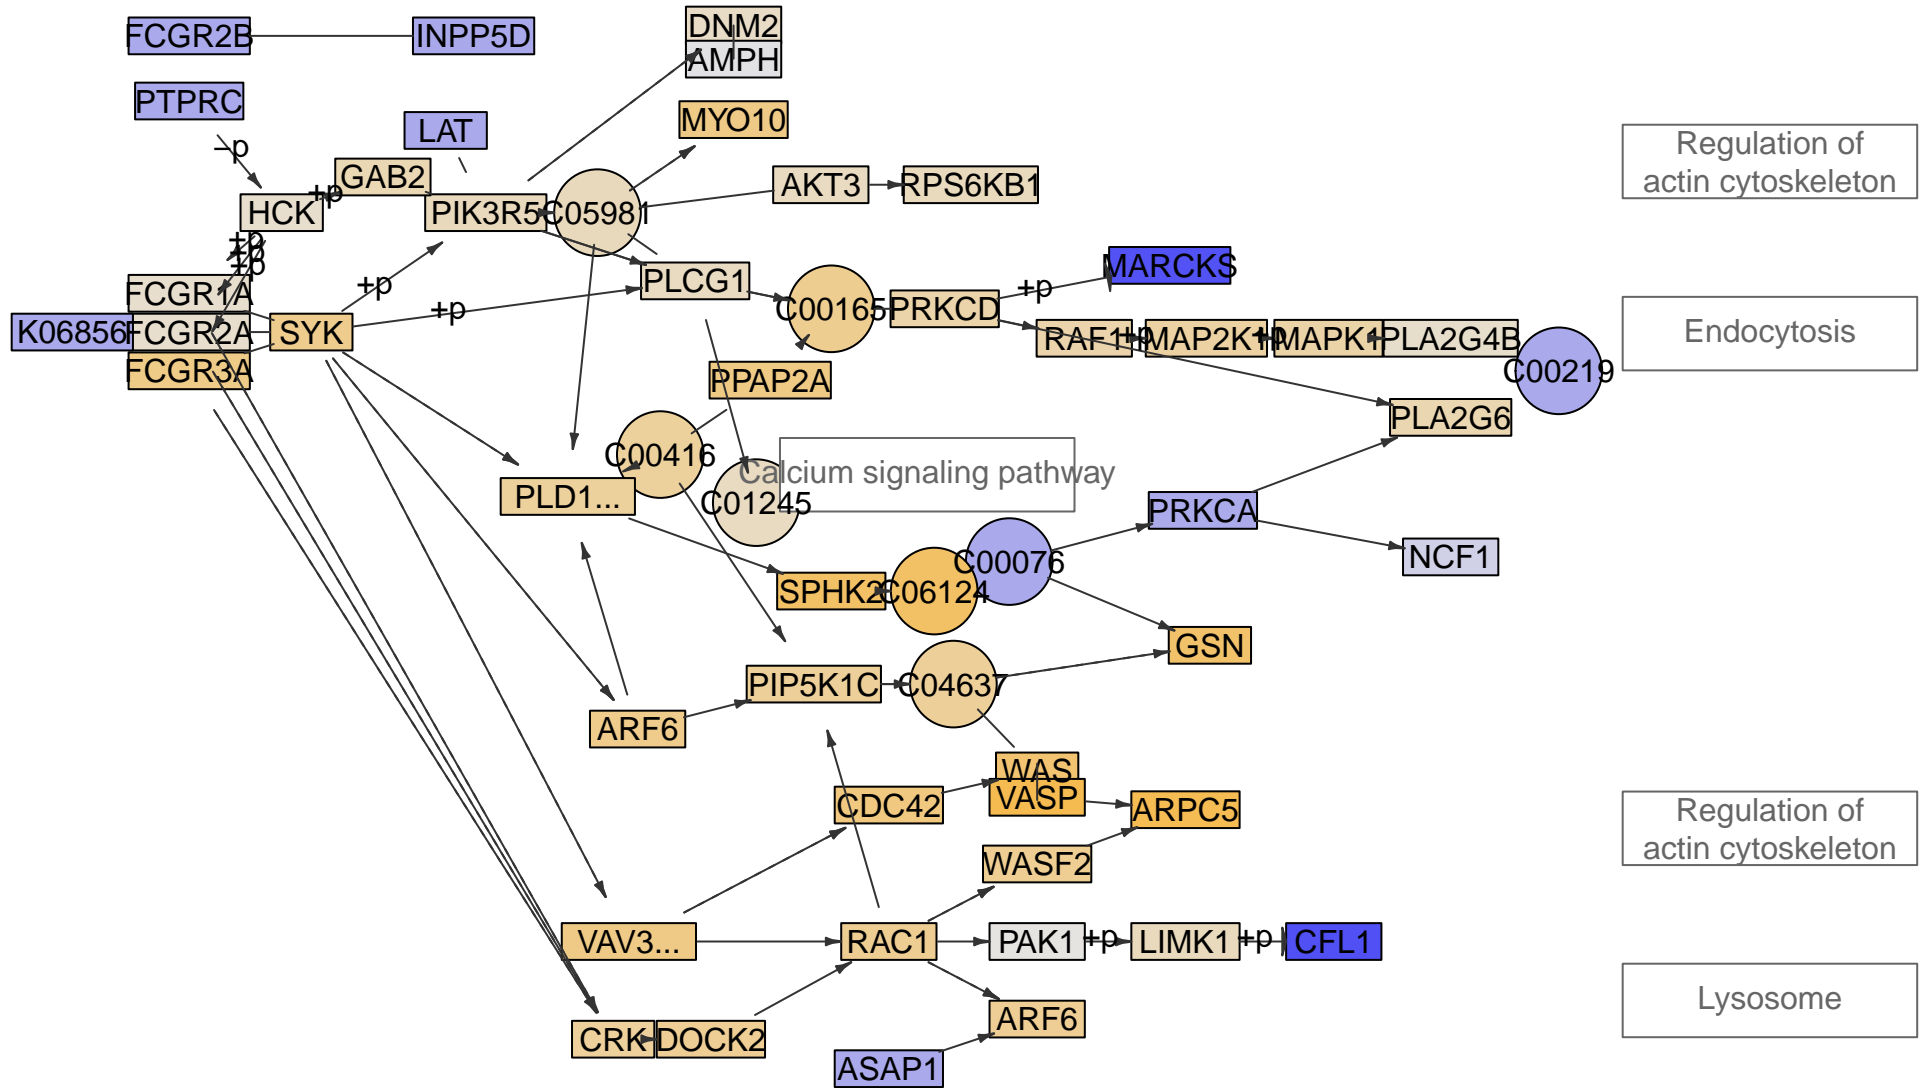 FCGR2B
INPP5D
DNM2
AMPH
PTPRC
LAT
MYO10
Regulation of
actin cytoskeleton
−p
GAB2
+p
HCK
PIK3R5
C05981
AKT3
RPS6KB1
+p
+p
+p
FCGR1A
+p
PLCG1
MARCKS
+p
K06856
FCGR2A
SYK
+p
C00165
PRKCD
RAF1
+p
MAP2K1
+p
MAPK1
PLA2G4B
Endocytosis
FCGR3A
PPAP2A
C00219
PLA2G6
C00416
Calcium signaling pathway
PLD1...
C01245
PRKCA
C00076
NCF1
SPHK2
C06124
GSN
PIP5K1C
C04637
ARF6
WAS
VASP
CDC42
ARPC5
Regulation of
actin cytoskeleton
WASF2
VAV3...
RAC1
PAK1
+p
LIMK1
+p
CFL1
Lysosome
ARF6
CRK
DOCK2
ASAP1